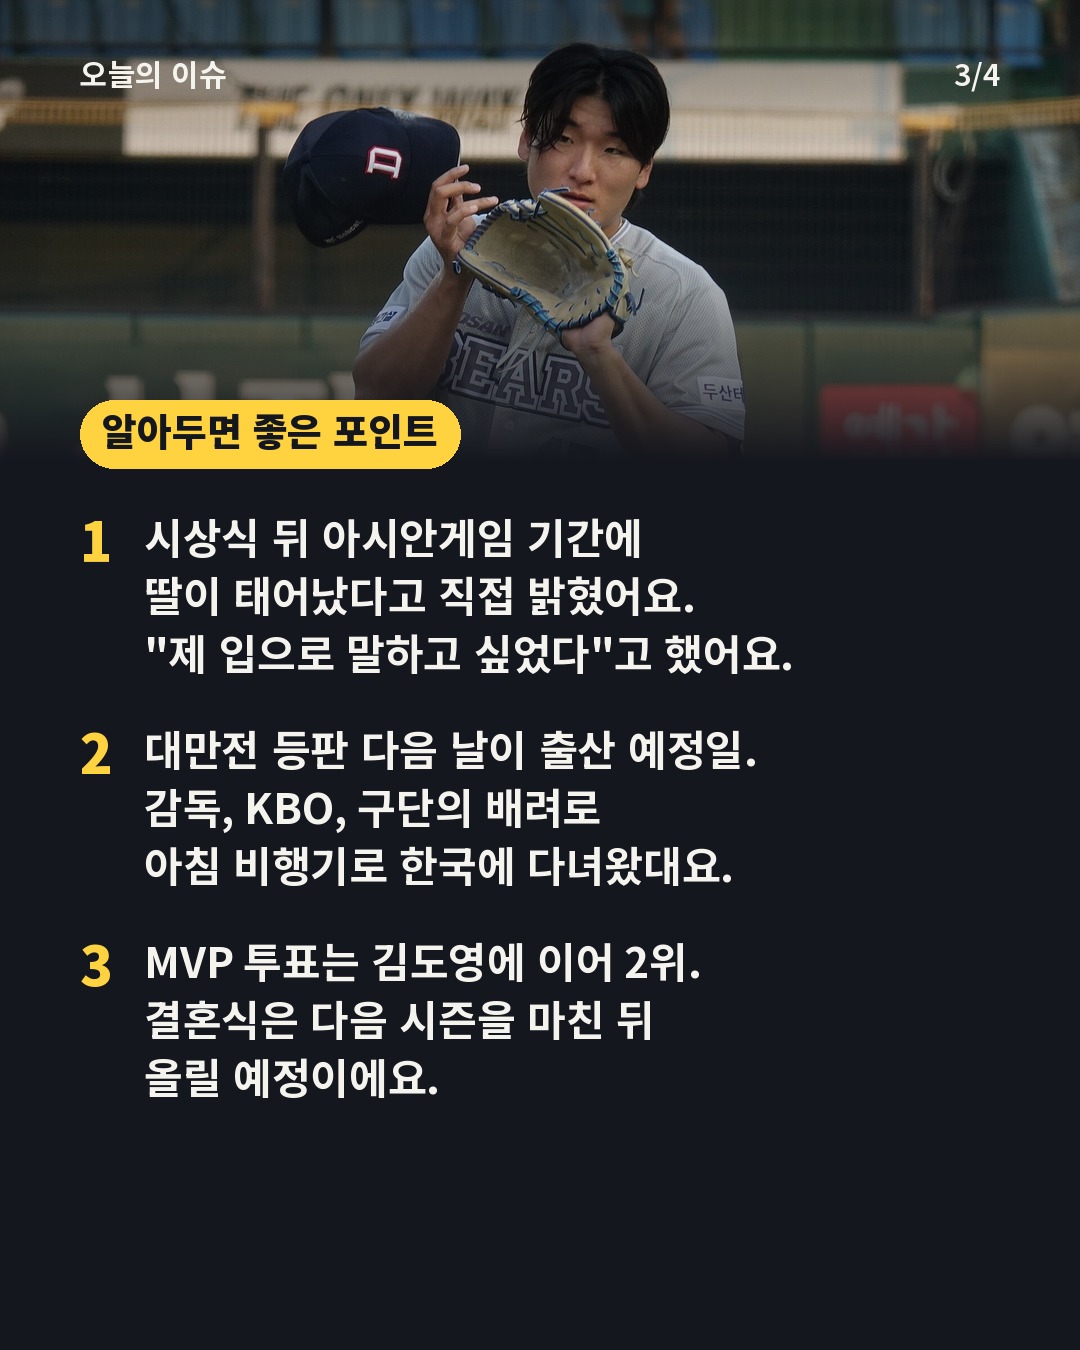 오늘의 이슈
3/4
THE ONLY WAY
D
BEARS
두산
알아두면 좋은 포인트
1 시상식 뒤 아시안게임 기간에
딸이 태어났다고 직접 밝혔어요.
"제 입으로 말하고 싶었다"고 했어요.
2 대만전 등판 다음 날이 출산 예정일.
감독, KBO, 구단의 배려로
아침 비행기로 한국에 다녀왔대요.
3 MVP 투표는 김도영에 이어 2위.
결혼식은 다음 시즌을 마친 뒤
올릴 예정이에요.